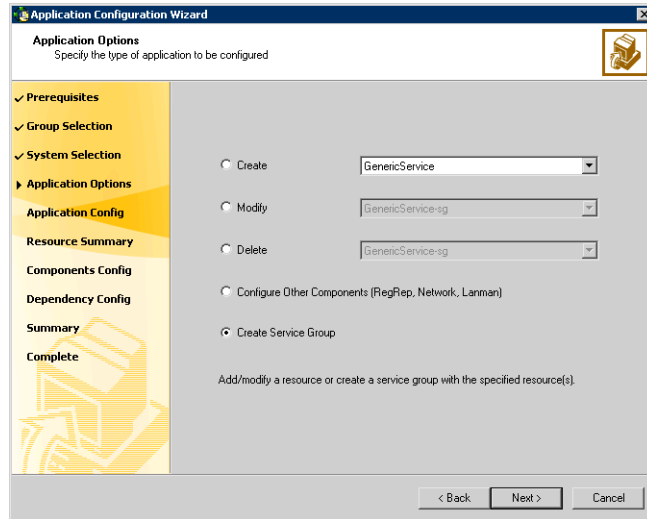 Application Configuration Wizard
Application Options
Specify the type of application to be configured
Prerequisites
Group Selection
System Selection
Application Options
Application Config
Resource Summary
Components Config
Dependency Config
Summary
Complete
Create GenericService
Modify GenericService-sg
Delete GenericService-sg
Configure Other Components (RegRep, Network, Lanman)
Create Service Group
Add/modify a resource or create a service group with the specified resource(s).
< Back Next > Cancel